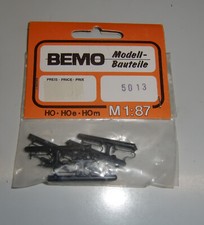 BEMO
Modell-
Bauteile
PREIS - PRICE - PRIX
5013
HO - HOe - HOm
M 1:87